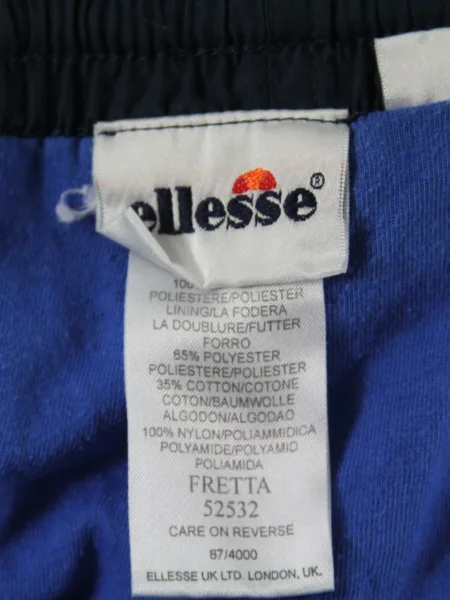 ellesse®
100
POLIESTERE/POLIESTER
LINING/LA FODERA
LA DOUBLURE/FUTTER
FORRO
65% POLYESTER
POLIESTERE/POLIESTER
35% COTTON/COTONE
COTON/BAUMWOLLE
ALGODON/ALGODAO
100% NYLON/POLIAMMIDICA
POLYAMIDE/POLYAMID
POLIAMIDA
FRETTA
52532
CARE ON REVERSE
67/4000
ELLESSE UK LTD. LONDON, UK.